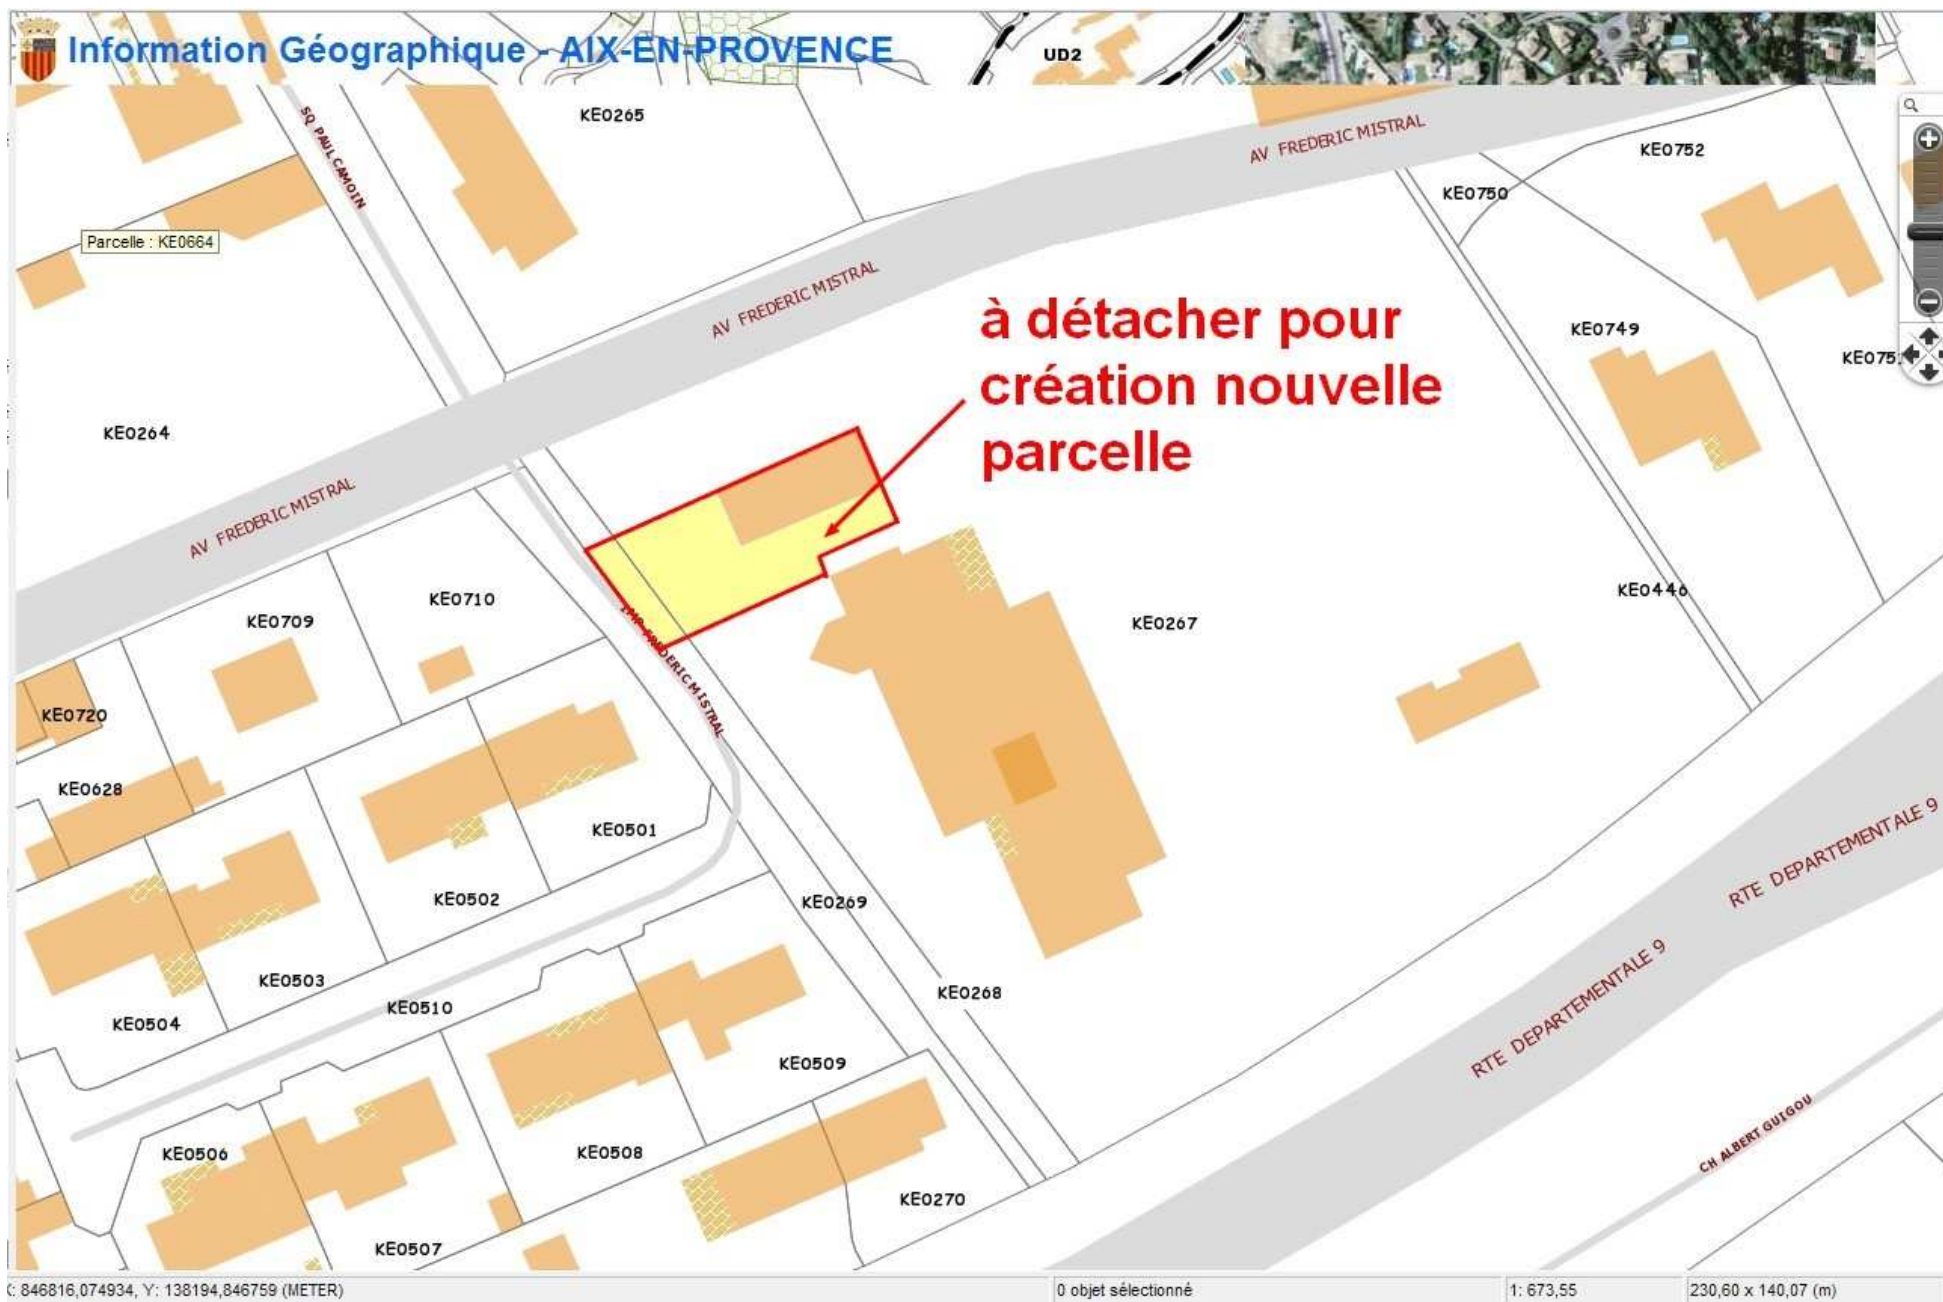 Information Géographique - AIX-EN-PROVENCE
UD2
SQ PAUL CAMOIN
KE0265
AV FREDERIC MISTRAL
KE0752
KE0750
Parcelle : KE0664
AV FREDERIC MISTRAL
à détacher pour
création nouvelle
parcelle
KE0749
KE0264
AV FREDERIC MISTRAL
KE0710
KE0709
IMP FREDERIC MISTRAL
KE0267
KE0446
KE0720
KE0628
KE0501
KE0502
KE0269
RTE DEPARTEMENTALE 9
KE0503
KE0504
KE0510
KE0268
RTE DEPARTEMENTALE 9
KE0509
KE0506
KE0508
CH ALBERT GUIGOU
KE0270
KE0507
: 846816,074934, Y: 138194,846759 (METER)
0 objet sélectionné
1: 673,55
230,60 x 140,07 (m)